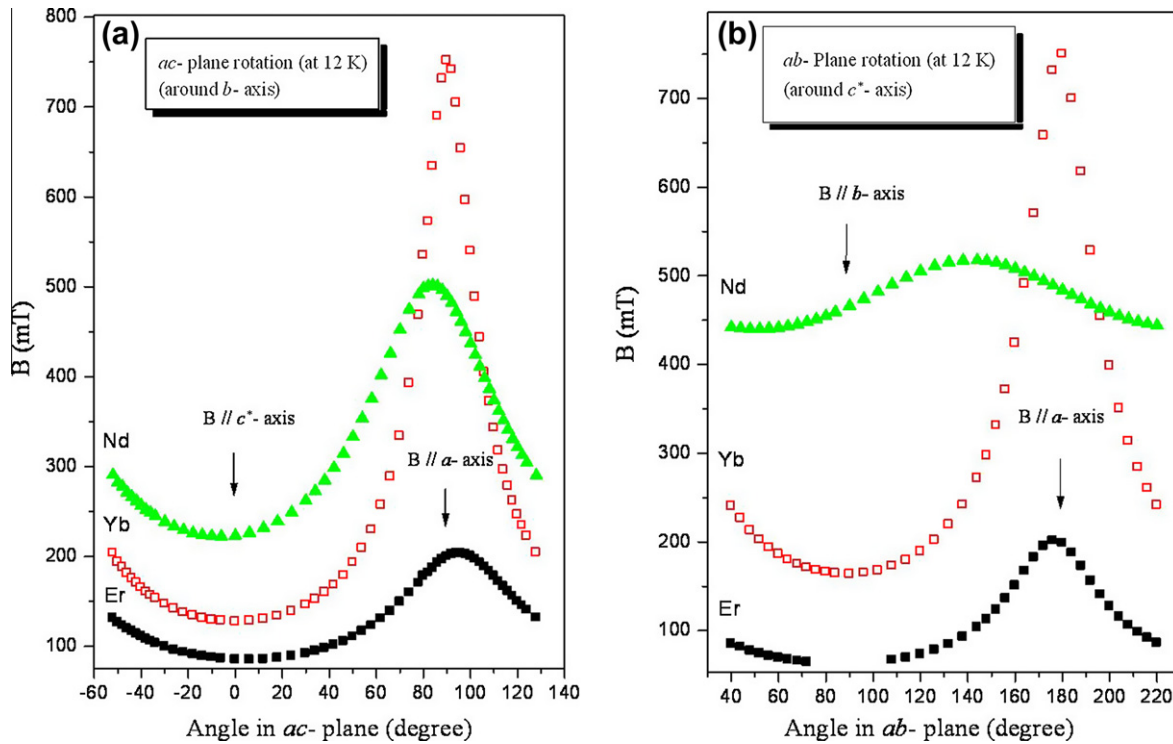 (a)
ac- plane rotation (at 12 K)
(around b- axis)
800
700
600
500
400
300
200
100
B (mT)
Nd
Yb
Er
B // c*- axis
B // a- axis
-60 -40 -20 0 20 40 60 80 100 120 140
Angle in ac- plane (degree)
(b)
ab- Plane rotation (at 12 K)
(around c*- axis)
800
700
600
500
400
300
200
100
B (mT)
B // b- axis
Nd
B // a- axis
Yb
Er
40 60 80 100 120 140 160 180 200 220
Angle in ab- plane (degree)